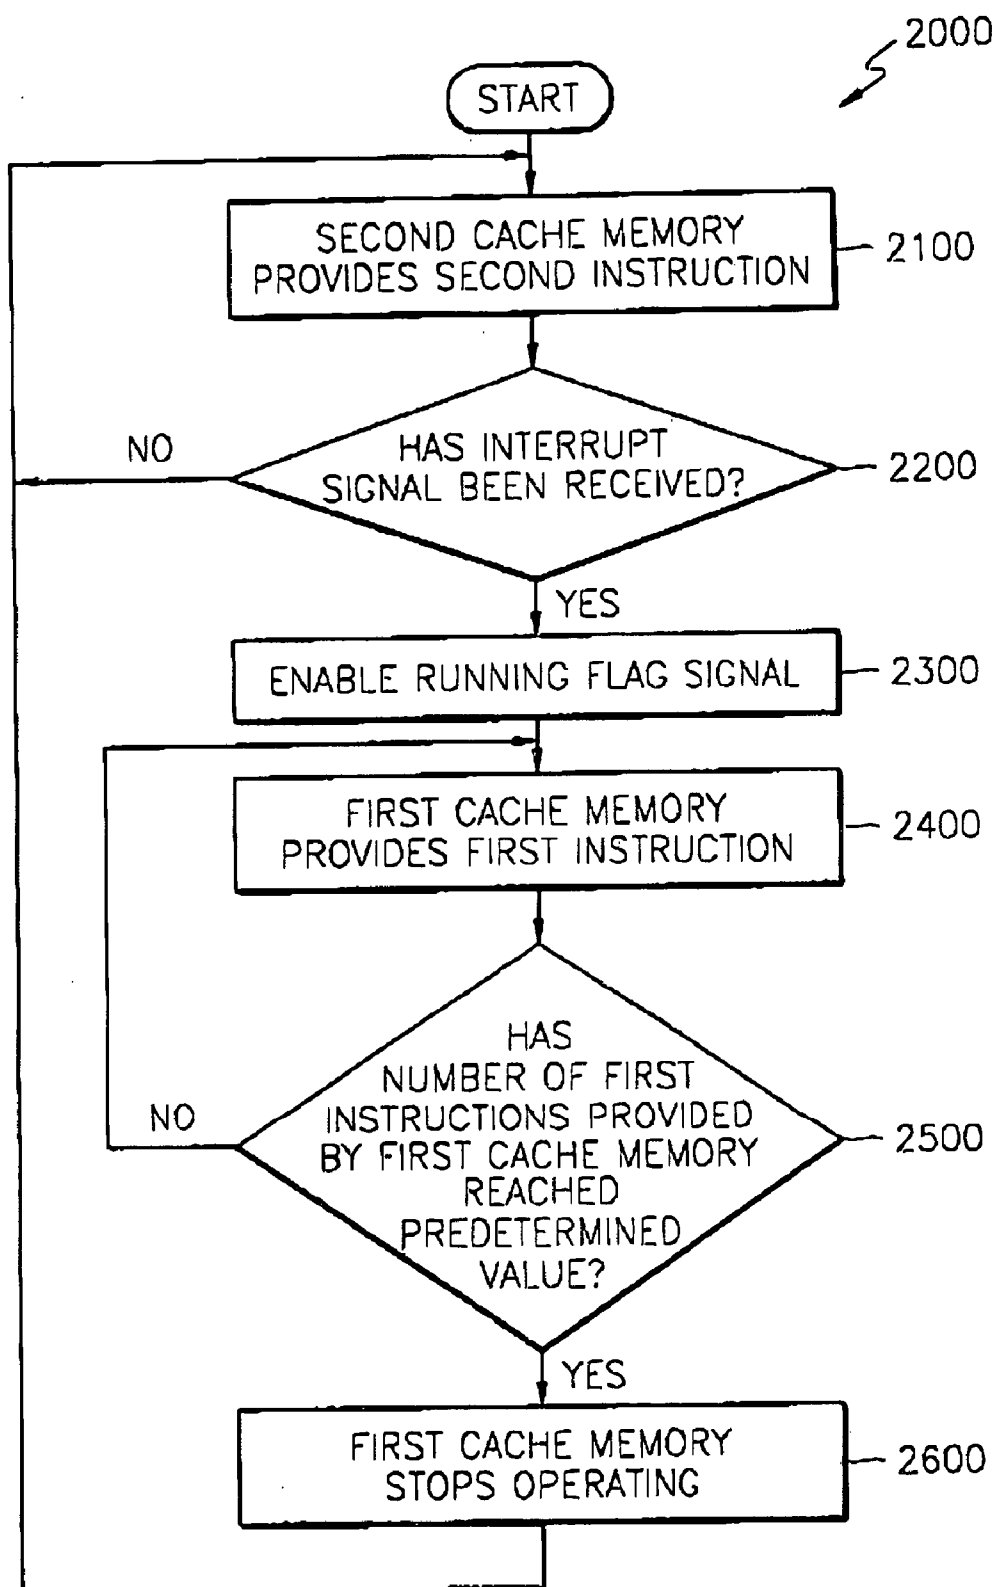 2000
START
SECOND CACHE MEMORY
PROVIDES SECOND INSTRUCTION
2100
HAS INTERRUPT
SIGNAL BEEN RECEIVED?
2200
NO
YES
ENABLE RUNNING FLAG SIGNAL
2300
FIRST CACHE MEMORY
PROVIDES FIRST INSTRUCTION
2400
HAS
NUMBER OF FIRST
INSTRUCTIONS PROVIDED
BY FIRST CACHE MEMORY
REACHED
PREDETERMINED
VALUE?
2500
NO
YES
FIRST CACHE MEMORY
STOPS OPERATING
2600